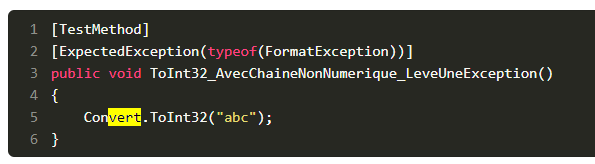 1 [TestMethod]
2 [ExpectedException(typeof(FormatException))]
3 public void ToInt32_AvecChaineNonNumerique_LeveUneException()
4 {
5     Convert.ToInt32("abc");
6 }